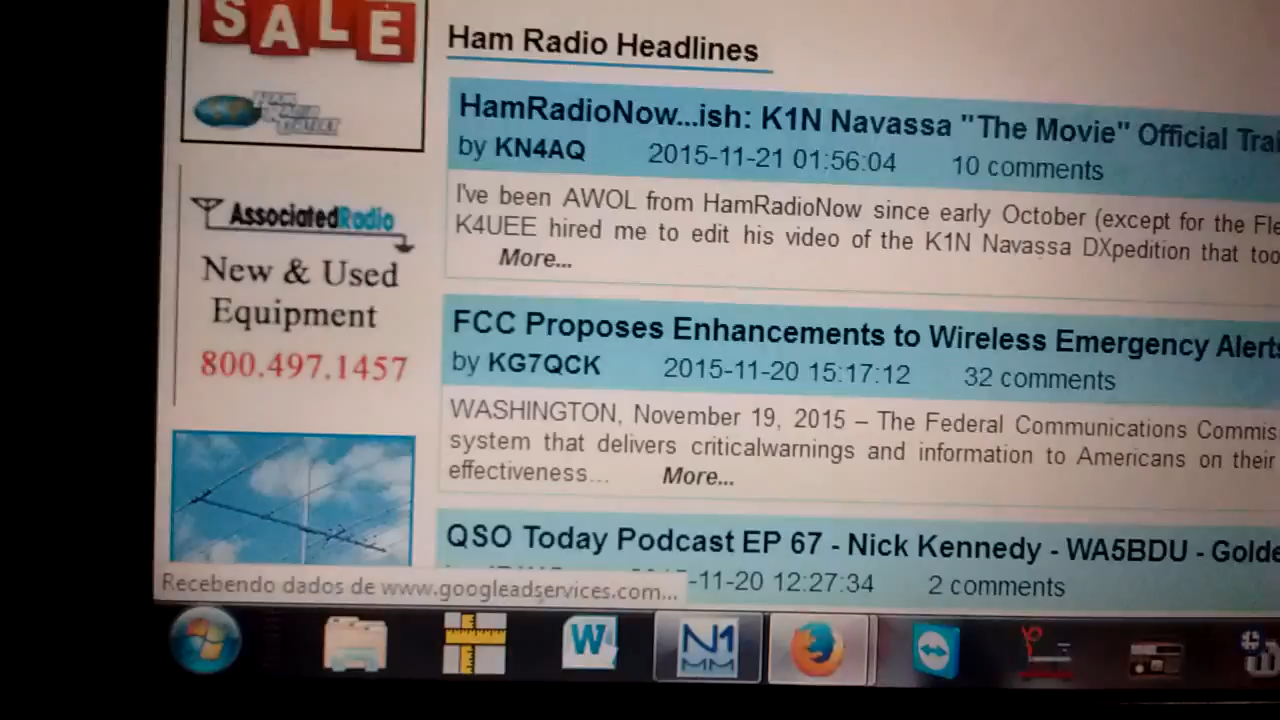 SALE
AssociatedRadio
New & Used
Equipment
800.497.1457
Ham Radio Headlines
HamRadioNow...ish: K1N Navassa "The Movie" Official
by KN4AQ 2015-11-21 01:56:04 10 comments
I've been AWOL from HamRadioNow since early October (except for the
K4UEE hired me to edit his video of the K1N Navassa DXpedition that
More...
FCC Proposes Enhancements to Wireless Emergency Alerts
by KG7QCK 2015-11-20 15:17:12 32 comments
WASHINGTON, November 19, 2015 – The Federal Communications
system that delivers criticalwarnings and information to Americans on their
effectiveness... More...
QSO Today Podcast EP 67 - Nick Kennedy - WA5BDU -
-11-20 12:27:34 2 comments
Recebendo dados de www.googleadservices.com...
W
N1
MM